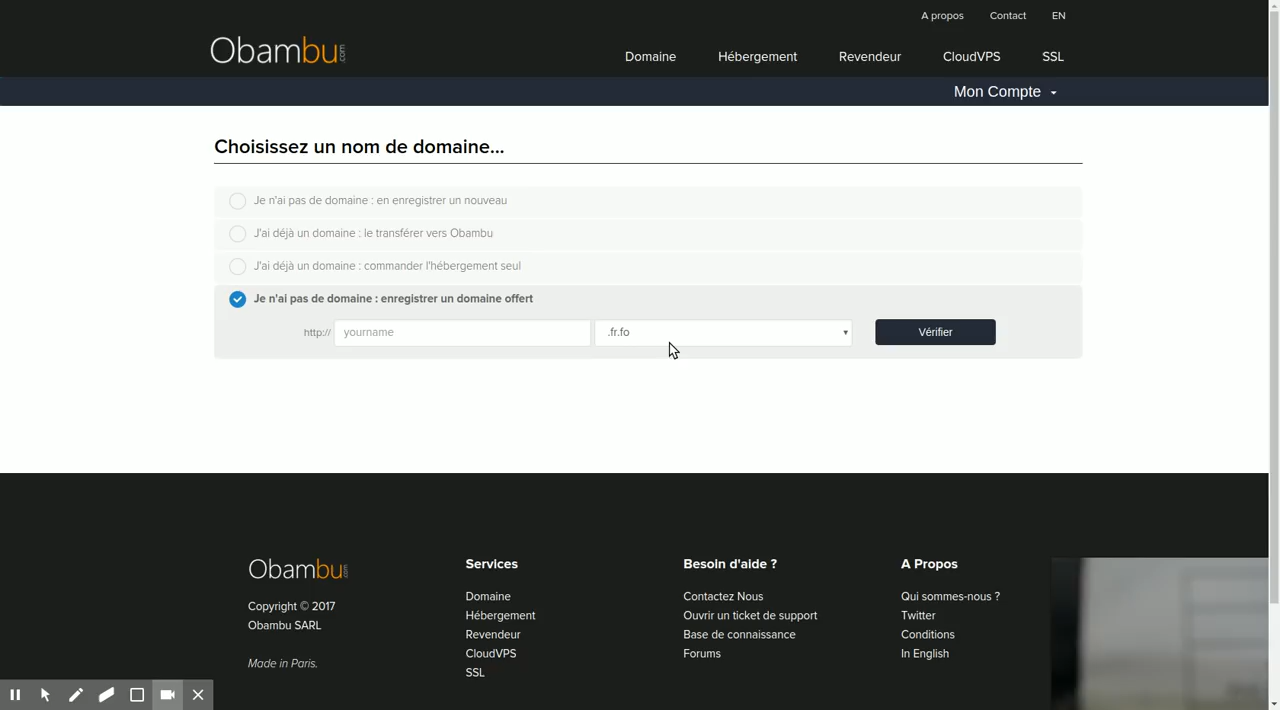 A propos Contact EN
Obambu.com
Domaine Hébergement Revendeur CloudVPS SSL
Mon Compte
Choisissez un nom de domaine...
Je n'ai pas de domaine : en enregistrer un nouveau
J'ai déjà un domaine : le transférer vers Obambu
J'ai déjà un domaine : commander l'hébergement seul
Je n'ai pas de domaine : enregistrer un domaine offert
http:// yourname .fr.fo Vérifier
Obambu.com
Copyright © 2017
Obambu SARL
Made in Paris.
Services
Domaine
Hébergement
Revendeur
CloudVPS
SSL
Besoin d'aide ?
Contactez Nous
Ouvrir un ticket de support
Base de connaissance
Forums
A Propos
Qui sommes-nous ?
Twitter
Conditions
In English